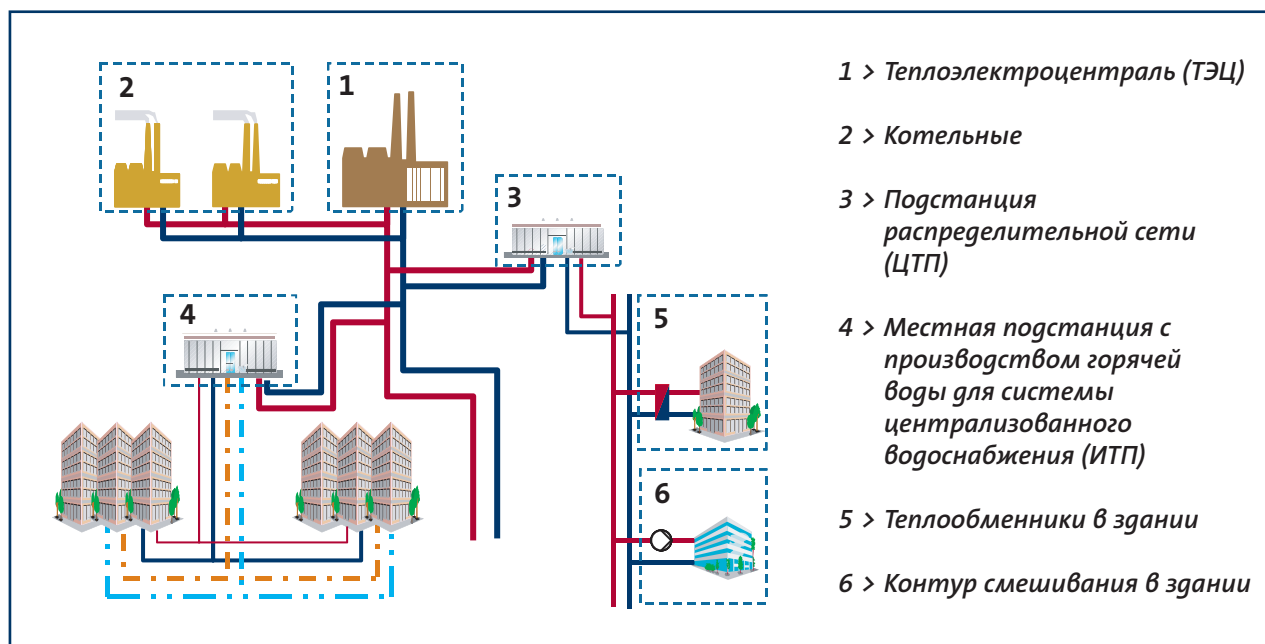 2
1
3
4
5
6
1 > Теплоэлектроцентраль (ТЭЦ)
2 > Котельные
3 > Подстанция
распределительной сети
(ЦТП)
4 > Местная подстанция с
производством горячей
воды для системы
централизованного
водоснабжения (ИТП)
5 > Теплообменники в здании
6 > Контур смешивания в здании